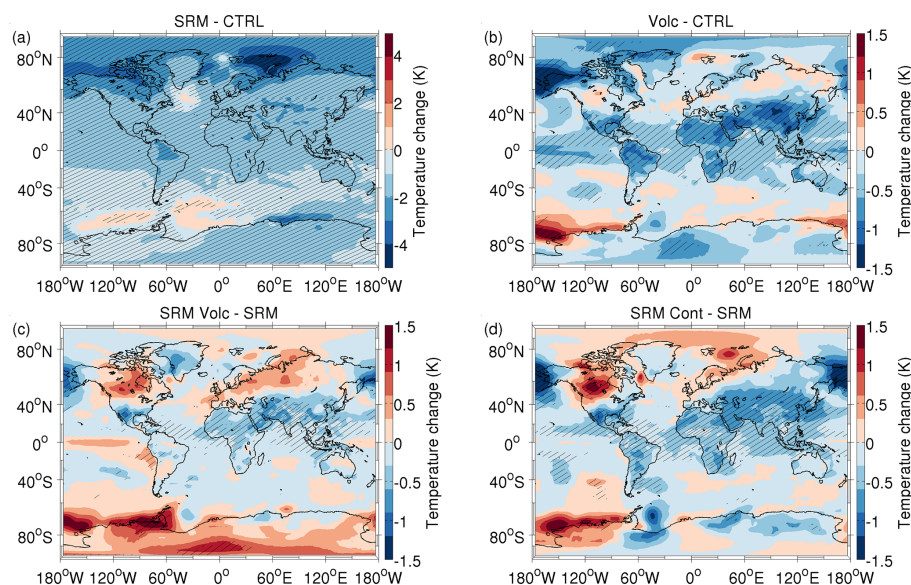 SRM - CTRL
(a)
80°N
40°N
0°
40°S
80°S
180°W 120°W 60°W 0° 60°E 120°E 180°W
4
2
0
-2
-4
Temperature change (K)
Volc - CTRL
(b)
80°N
40°N
0°
40°S
80°S
180°W 120°W 60°W 0° 60°E 120°E 180°W
1.5
1
0.5
0
-0.5
-1
-1.5
Temperature change (K)
SRM Volc - SRM
(c)
80°N
40°N
0°
40°S
80°S
180°W 120°W 60°W 0° 60°E 120°E 180°W
1.5
1
0.5
0
-0.5
-1
-1.5
Temperature change (K)
SRM Cont - SRM
(d)
80°N
40°N
0°
40°S
80°S
180°W 120°W 60°W 0° 60°E 120°E 180°W
1.5
1
0.5
0
-0.5
-1
-1.5
Temperature change (K)